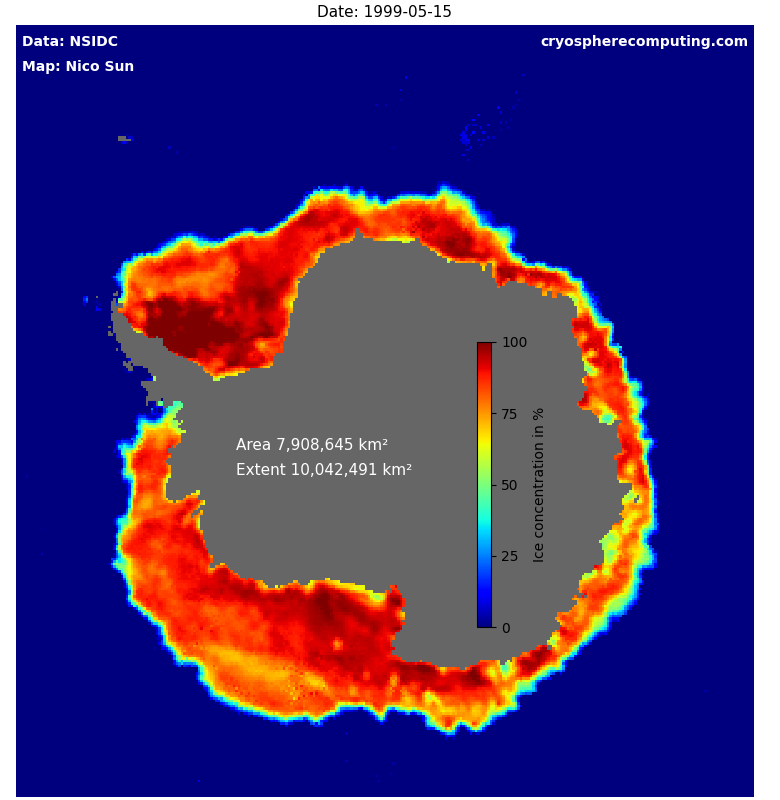 Date: 1999-05-15
Data: NSIDC
cryospherecomputing.com
Map: Nico Sun
100
75
50
25
0
Ice concentration in %
Area 7,908,645 km²
Extent 10,042,491 km²